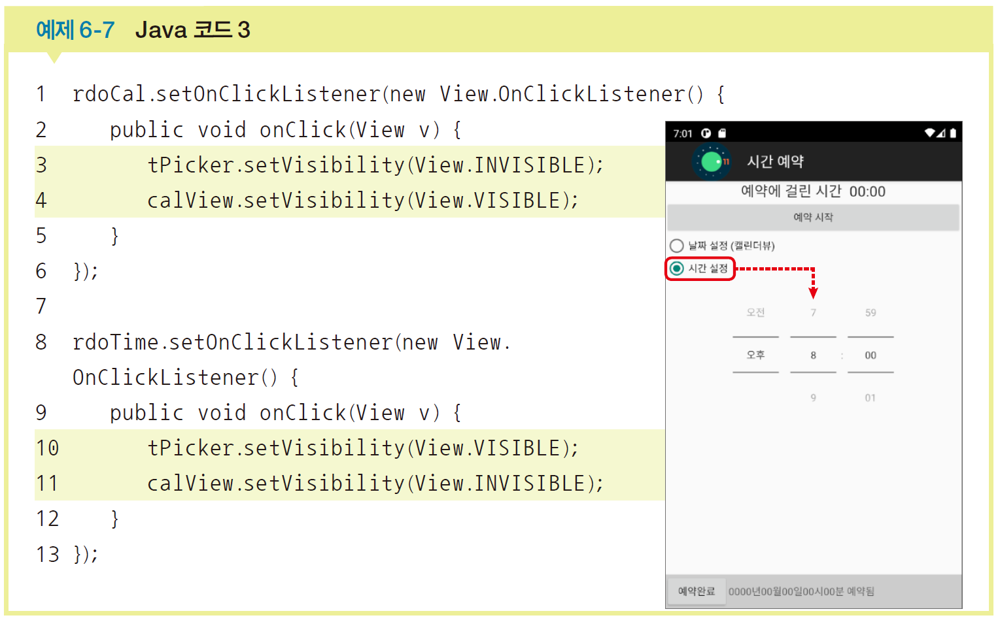 예제 6-7 Java 코드 3
1 rdoCal.setOnClickListener(new View.OnClickListener() {
2 public void onClick(View v) {
3 tPicker.setVisibility(View.INVISIBLE);
4 calView.setVisibility(View.VISIBLE);
5 }
6 });
7
8 rdoTime.setOnClickListener(new View.
OnClickListener() {
9 public void onClick(View v) {
10 tPicker.setVisibility(View.VISIBLE);
11 calView.setVisibility(View.INVISIBLE);
12 }
13 });
7:01
11
시간 예약
예약에 걸린 시간 00:00
예약 시작
날짜 설정 (캘린더뷰)
시간 설정
오전 7 59
오후 8 : 00
9 01
예약완료 0000년00월00일00시00분 예약됨